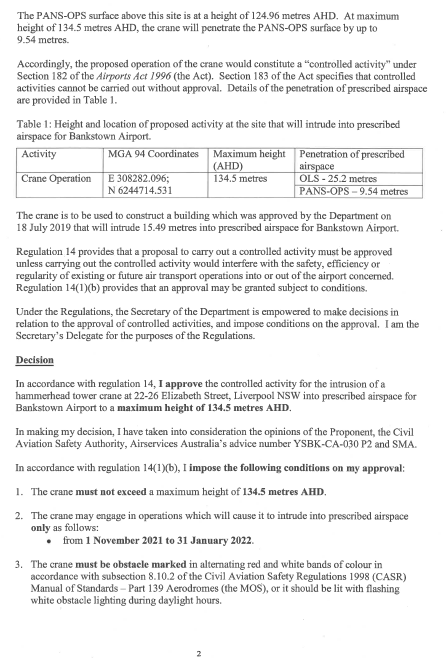 The PANS-OPS surface above this site is at a height of 124.96 metres AHD.  At maximum
height of 134.5 metres AHD, the crane will penetrate the PANS-OPS surface by up to
9.54 metres.
Accordingly, the proposed operation of the crane would constitute a “controlled activity” under
Section 182 of the Airports Act 1996 (the Act).  Section 183 of the Act specifies that controlled
activities cannot be carried out without approval.  Details of the penetration of prescribed airspace
are provided in Table 1.
Table 1: Height and location of proposed activity at the site that will intrude into prescribed
airspace for Bankstown Airport.
Activity MGA 94 Coordinates Maximum height Penetration of prescribed
(AHD) airspace
Crane Operation E 308282.096; 134.5 metres OLS - 25.2 metres
N 6244714.531 PANS-OPS – 9.54 metres
The crane is to be used to construct a building which was approved by the Department on
18 July 2019 that will intrude 15.49 metres into prescribed airspace for Bankstown Airport.
Regulation 14 provides that a proposal to carry out a controlled activity must be approved
unless carrying out the controlled activity would interfere with the safety, efficiency or
regularity of existing or future air transport operations into or out of the airport concerned.
Regulation 14(1)(b) provides that an approval may be granted subject to conditions.
Under the Regulations, the Secretary of the Department is empowered to make decisions in
relation to the approval of controlled activities, and impose conditions on the approval.  I am the
Secretary’s Delegate for the purposes of the Regulations.
Decision
In accordance with regulation 14, I approve the controlled activity for the intrusion of a
hammerhead tower crane at 22-26 Elizabeth Street, Liverpool NSW into prescribed airspace for
Bankstown Airport to a maximum height of 134.5 metres AHD.
In making my decision, I have taken into consideration the opinions of the Proponent, the Civil
Aviation Safety Authority, Airservices Australia’s advice number YSBK-CA-030 P2 and SMA.
In accordance with regulation 14(1)(b), I impose the following conditions on my approval:
1. The crane must not exceed a maximum height of 134.5 metres AHD.
2. The crane may engage in operations which will cause it to intrude into prescribed airspace
only as follows:
• from 1 November 2021 to 31 January 2022.
3. The crane must be obstacle marked in alternating red and white bands of colour in
accordance with subsection 8.10.2 of the Civil Aviation Safety Regulations 1998 (CASR)
Manual of Standards – Part 139 Aerodromes (the MOS), or it should be lit with flashing
white obstacle lighting during daylight hours.
2